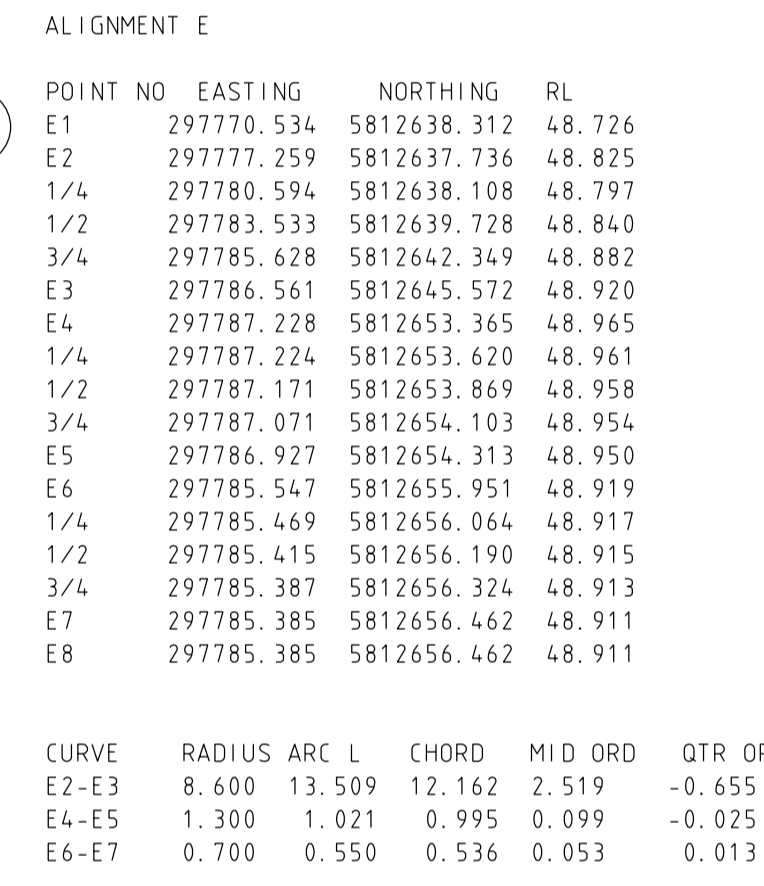 ALIGNMENT E
POINT NO EASTING NORTHING RL
E1 297770.534 5812638.312 48.726
E2 297777.259 5812637.736 48.825
1/4 297780.594 5812638.108 48.797
1/2 297783.533 5812639.728 48.840
3/4 297785.628 5812642.349 48.882
E3 297786.561 5812645.572 48.920
E4 297787.228 5812653.365 48.965
1/4 297787.224 5812653.620 48.961
1/2 297787.171 5812653.869 48.958
3/4 297787.071 5812654.103 48.954
E5 297786.927 5812654.313 48.950
E6 297785.547 5812655.951 48.919
1/4 297785.469 5812656.064 48.917
1/2 297785.415 5812656.190 48.915
3/4 297785.387 5812656.324 48.913
E7 297785.385 5812656.462 48.911
E8 297785.385 5812656.462 48.911
CURVE RADIUS ARC L CHORD MID ORD QTR
E2-E3 8.600 13.509 12.162 2.519 -0.655
E4-E5 1.300 1.021 0.995 0.099 -0.025
E6-E7 0.700 0.550 0.536 0.053 0.013